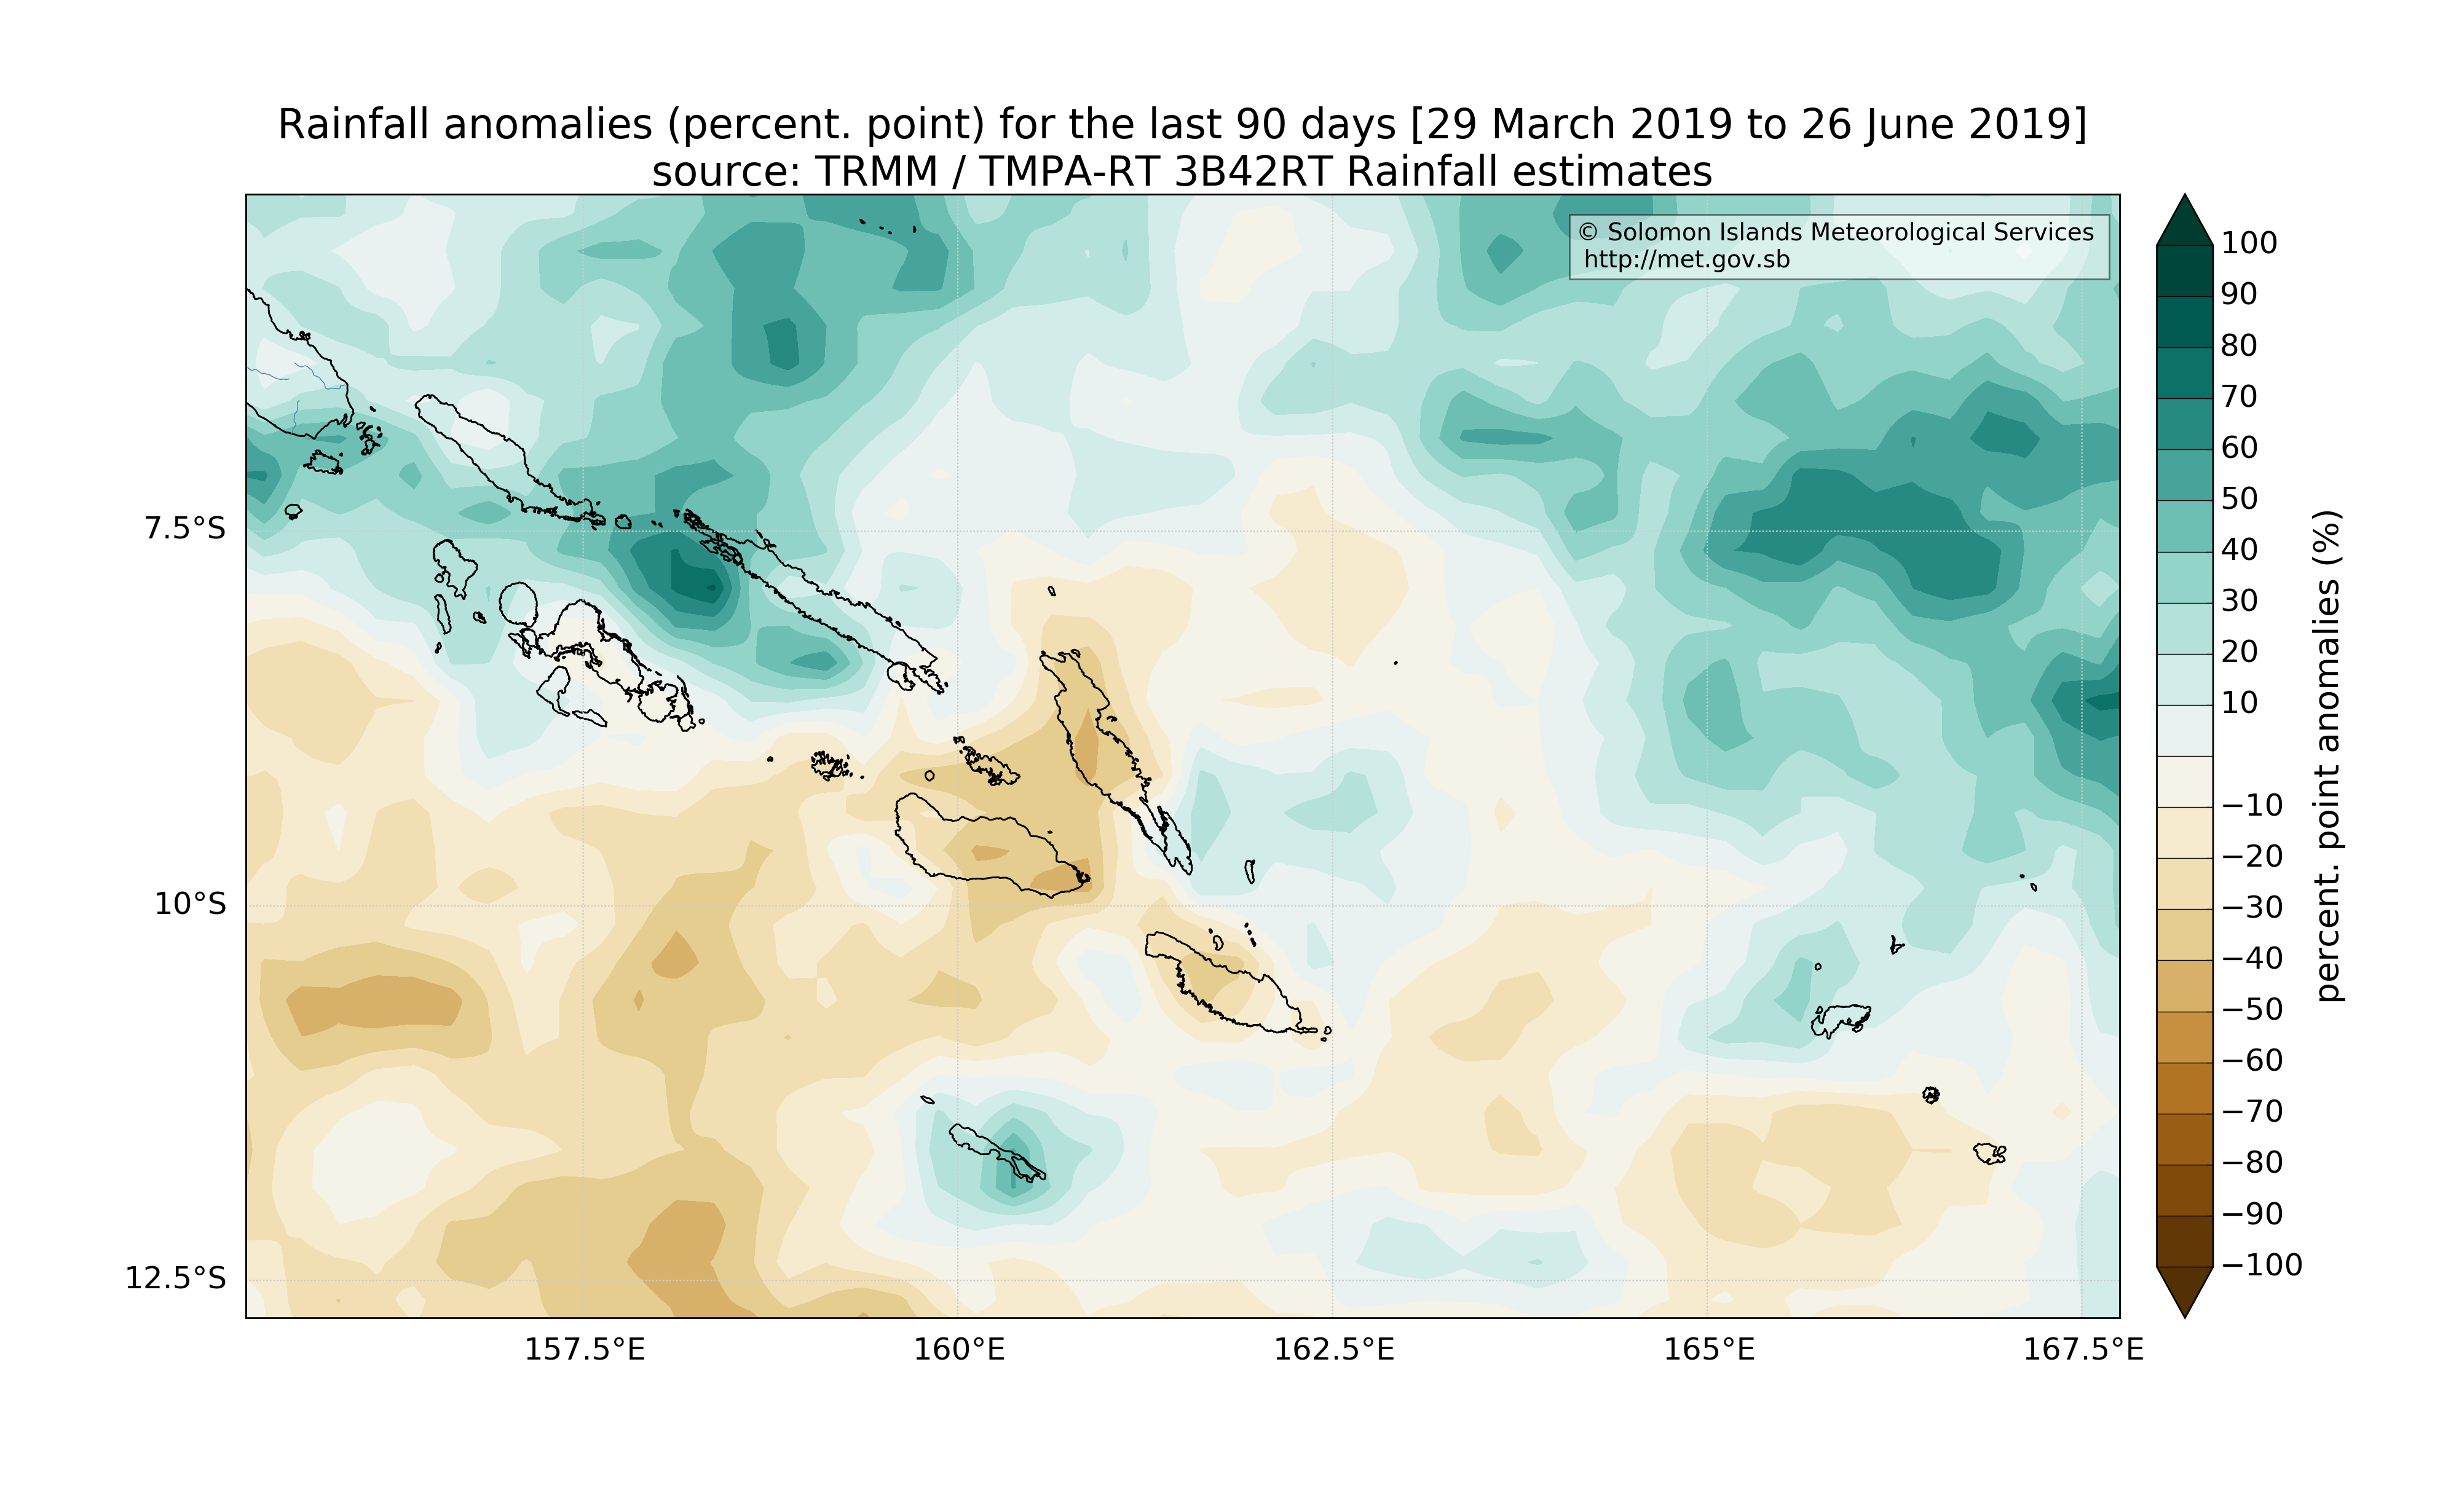 Rainfall anomalies (percent. point) for the last 90 days [29 March 2019 to 26 June 2019]
source: TRMM / TMPA-RT 3B42RT Rainfall estimates
© Solomon Islands Meteorological Services
http://met.gov.sb
7.5°S
10°S
12.5°S
157.5°E
160°E
162.5°E
165°E
167.5°E
100
90
80
70
60
50
40
30
20
10
−10
−20
−30
−40
−50
−60
−70
−80
−90
−100
percent. point anomalies (%)